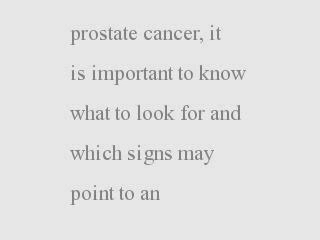 prostate cancer, it
is important to know
what to look for and
which signs may
point to an